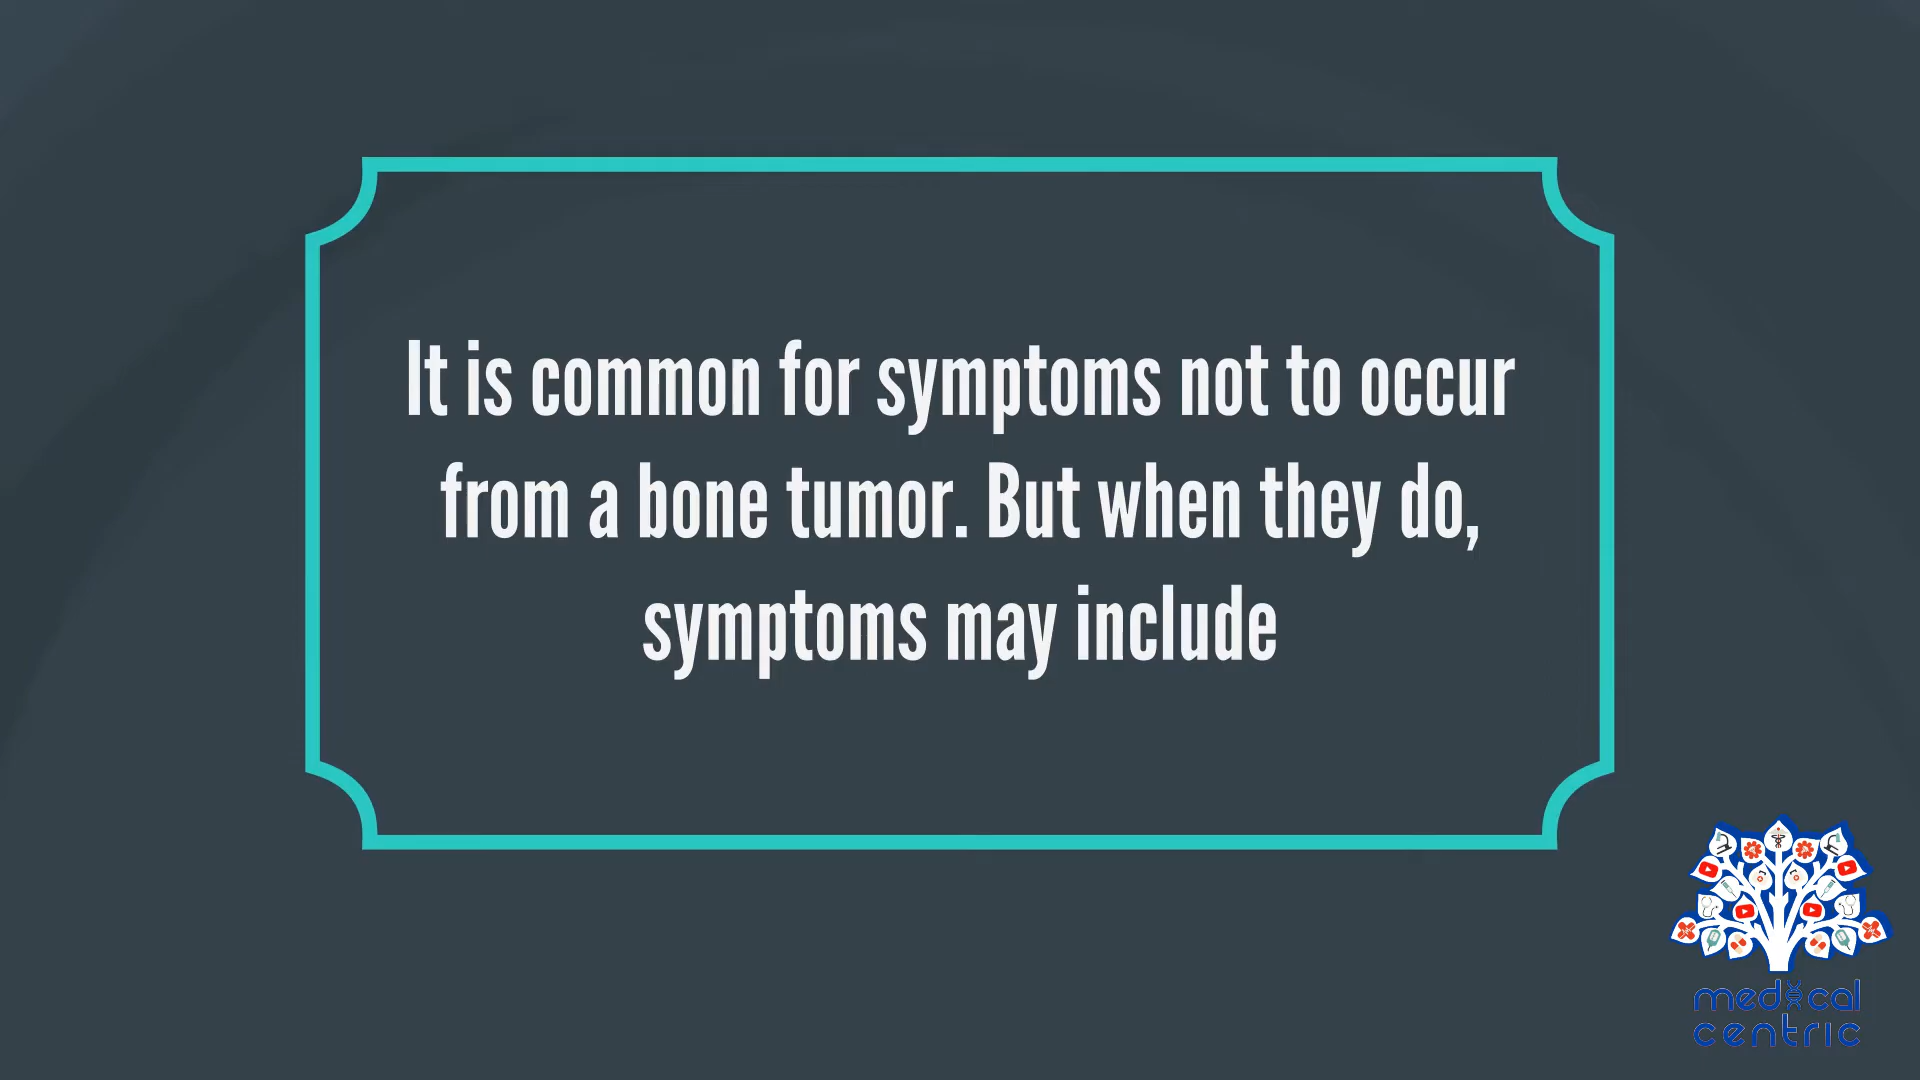 It is common for symptoms not to occur
from a bone tumor. But when they do,
symptoms may include
medical
centric